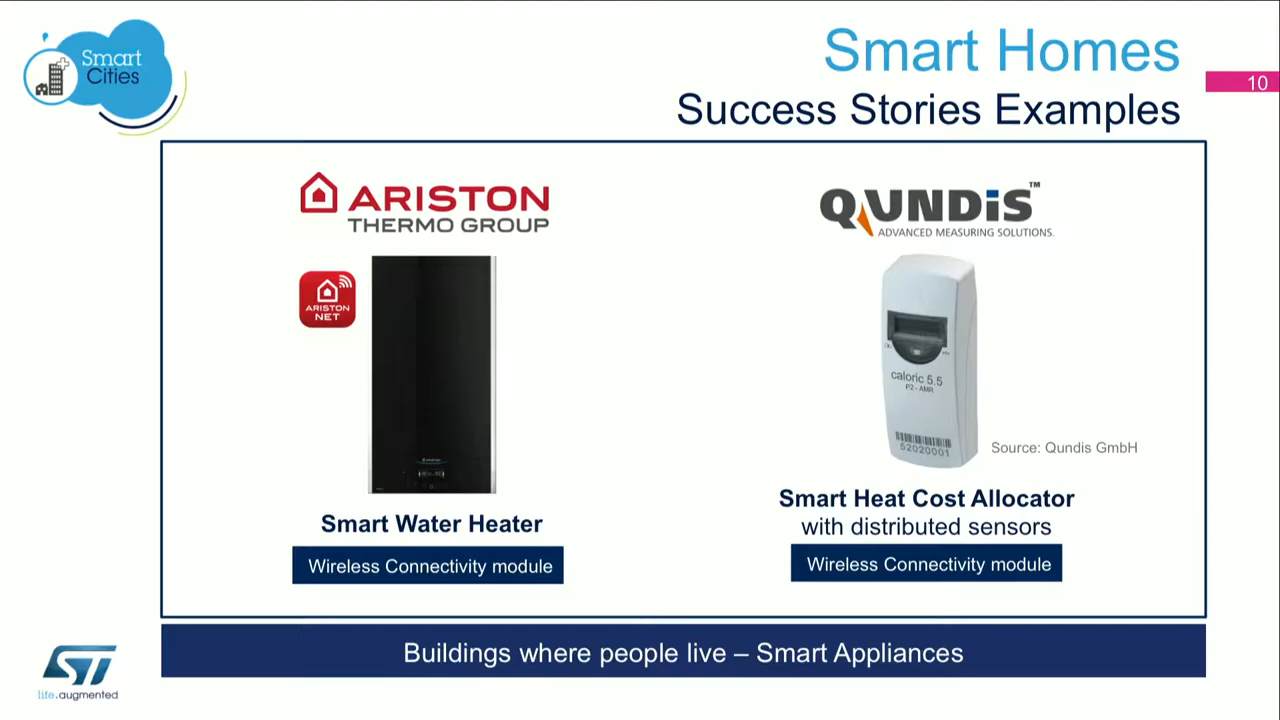 Smart
Cities
Smart Homes
Success Stories Examples
10
ARISTON
THERMO GROUP
ARISTON
NET
Smart Water Heater
Wireless Connectivity module
QUNDiS™
ADVANCED MEASURING SOLUTIONS.
caloric 5.5
P2 - AMR
52020001
Source: Qundis GmbH
Smart Heat Cost Allocator
with distributed sensors
Wireless Connectivity module
Buildings where people live – Smart Appliances
ST
life.augmented